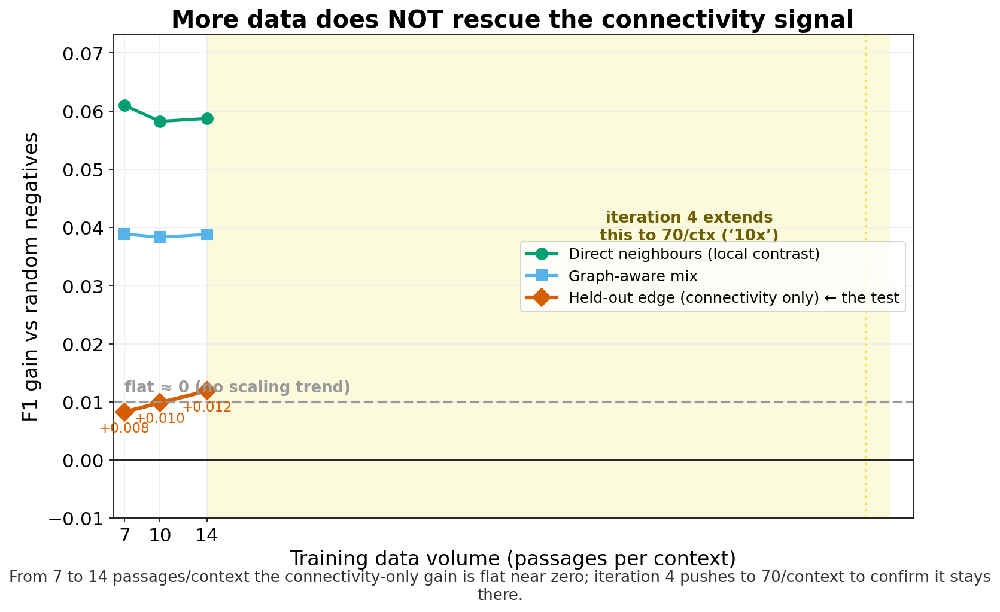 More data does NOT rescue the connectivity signal
F1 gain vs random negatives
0.07
0.06
0.05
0.04
0.03
0.02
0.01
0.00
−0.01
iteration 4 extends
this to 70/ctx (‘10x’)
Direct neighbours (local contrast)
Graph-aware mix
Held-out edge (connectivity only) ← the test
flat ≈ 0 (no scaling trend)
+0.008
+0.010
+0.012
7
10
14
Training data volume (passages per context)
From 7 to 14 passages/context the connectivity-only gain is flat near zero; iteration 4 pushes to 70/context to confirm it stays
there.